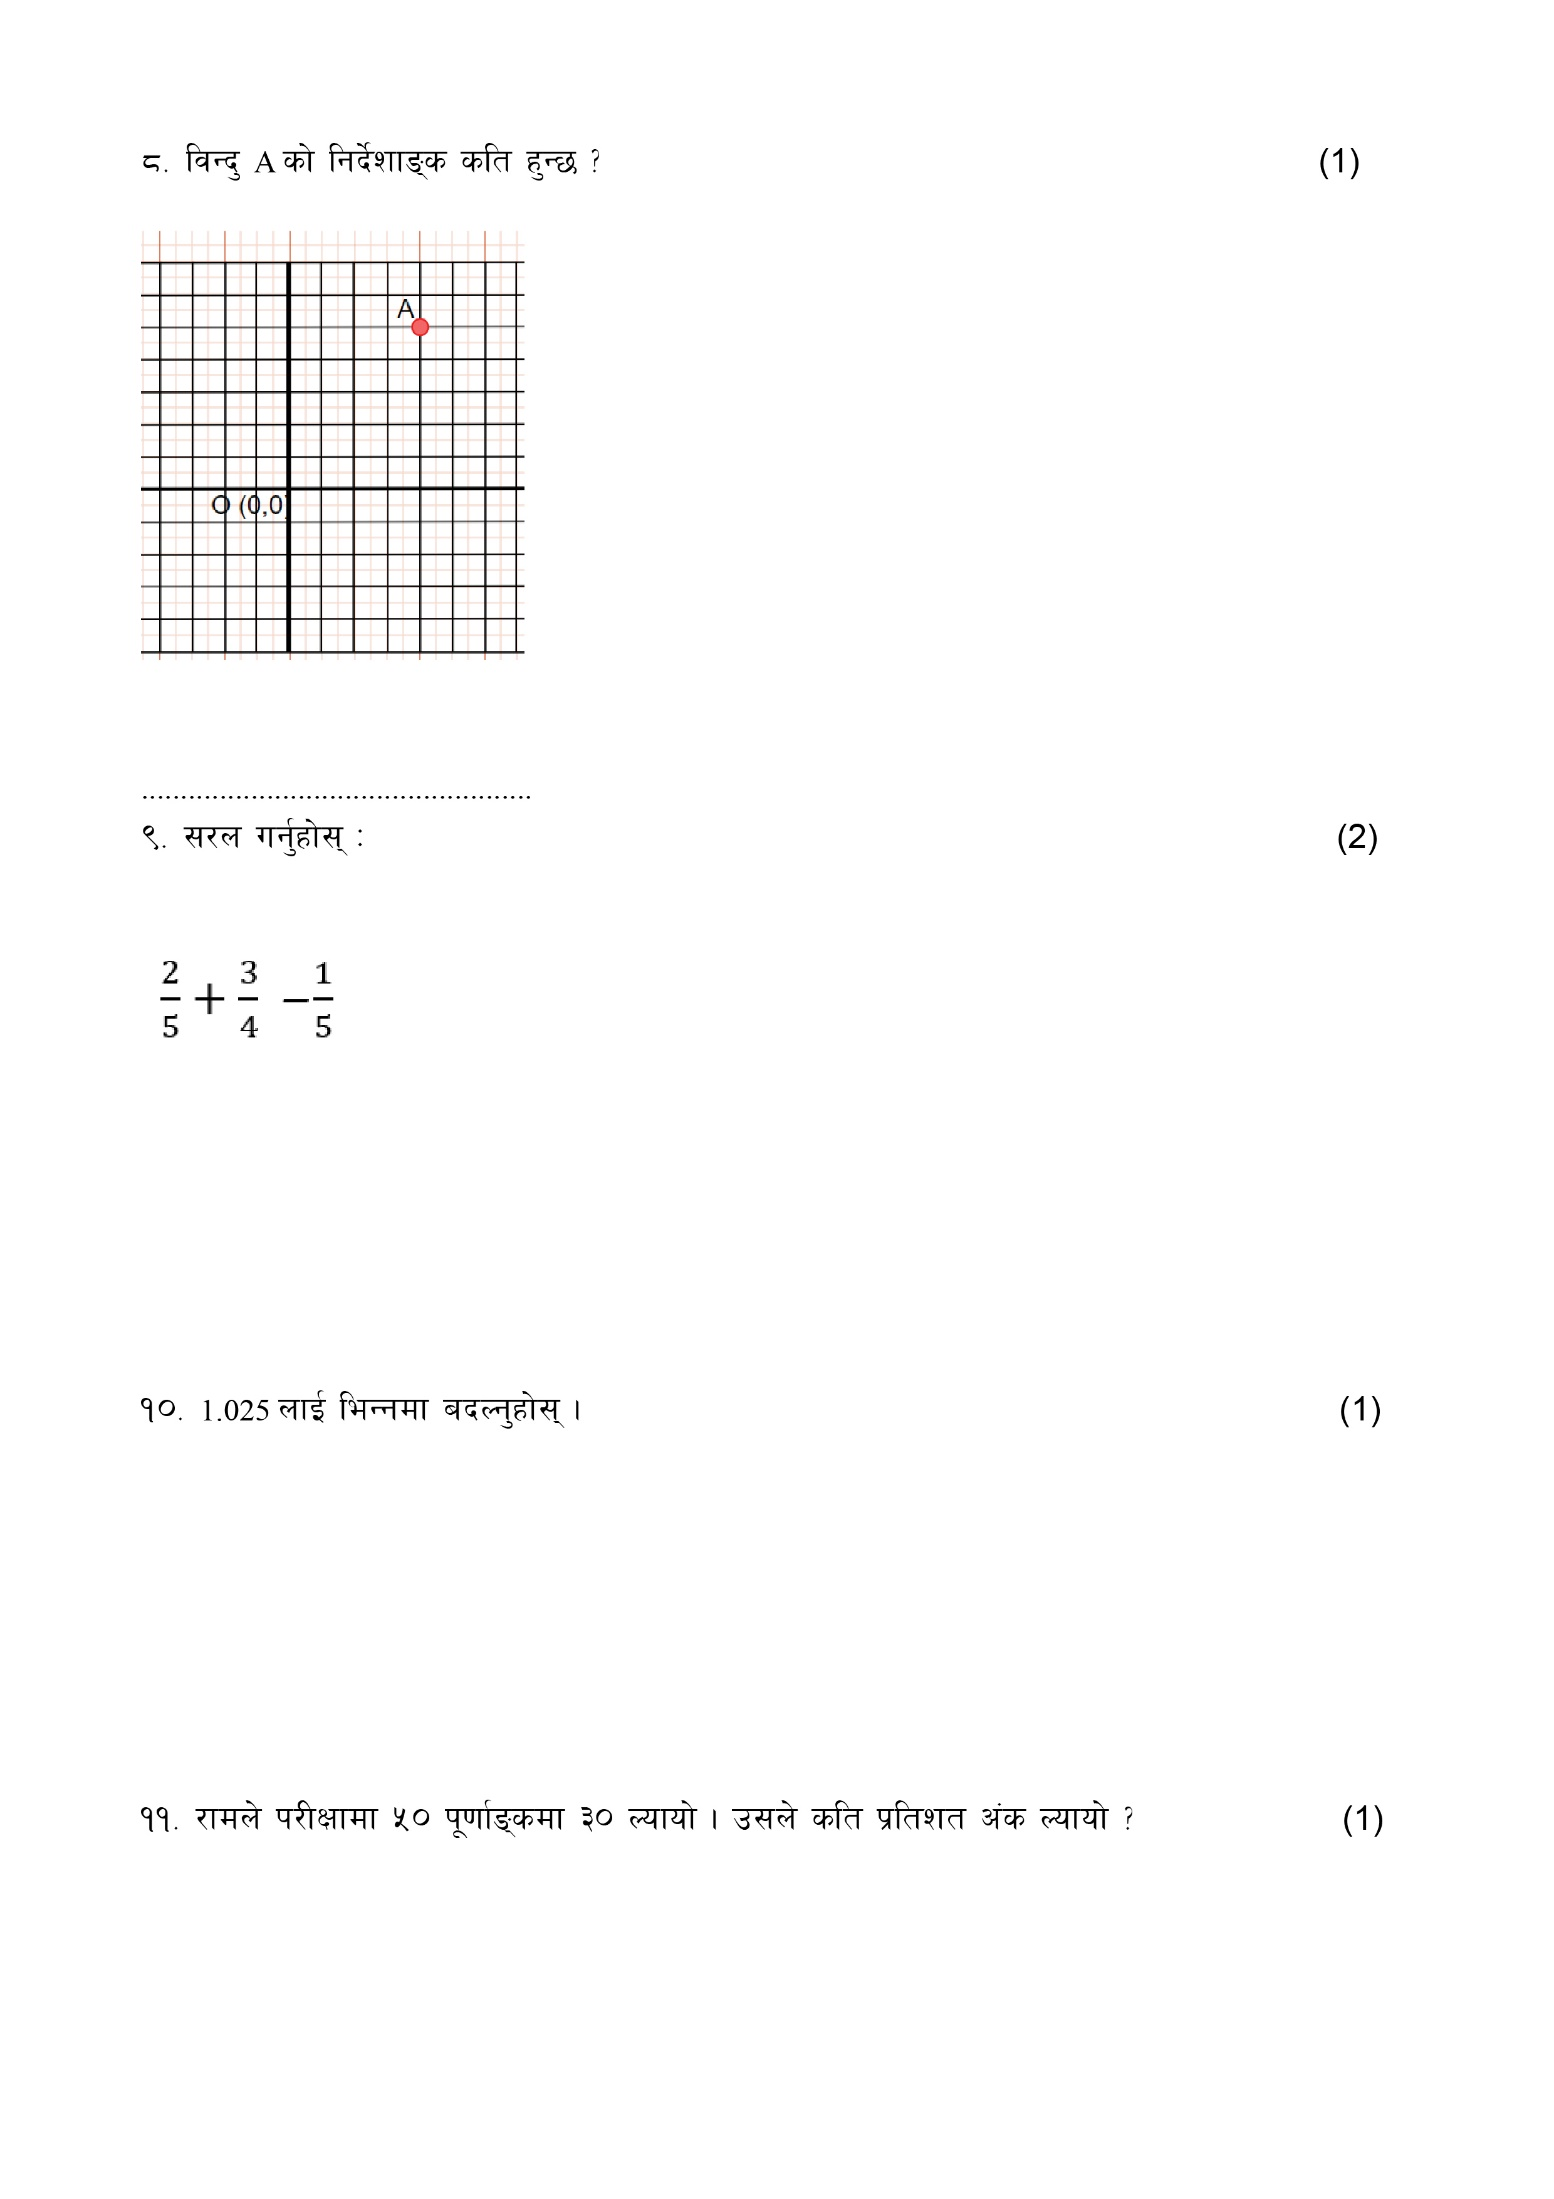 ८. विन्दु A को निर्देशाङ्क कति हुन्छ ? (1)
A
O (0,0)
.................................................
९. सरल गर्नुहोस् : (2)
2/5 + 3/4 − 1/5
१०. 1.025 लाई भिन्नमा बदल्नुहोस् । (1)
११. रामले परीक्षामा ५० पूर्णाङ्कमा ३० ल्यायो । उसले कति प्रतिशत अंक ल्यायो ? (1)